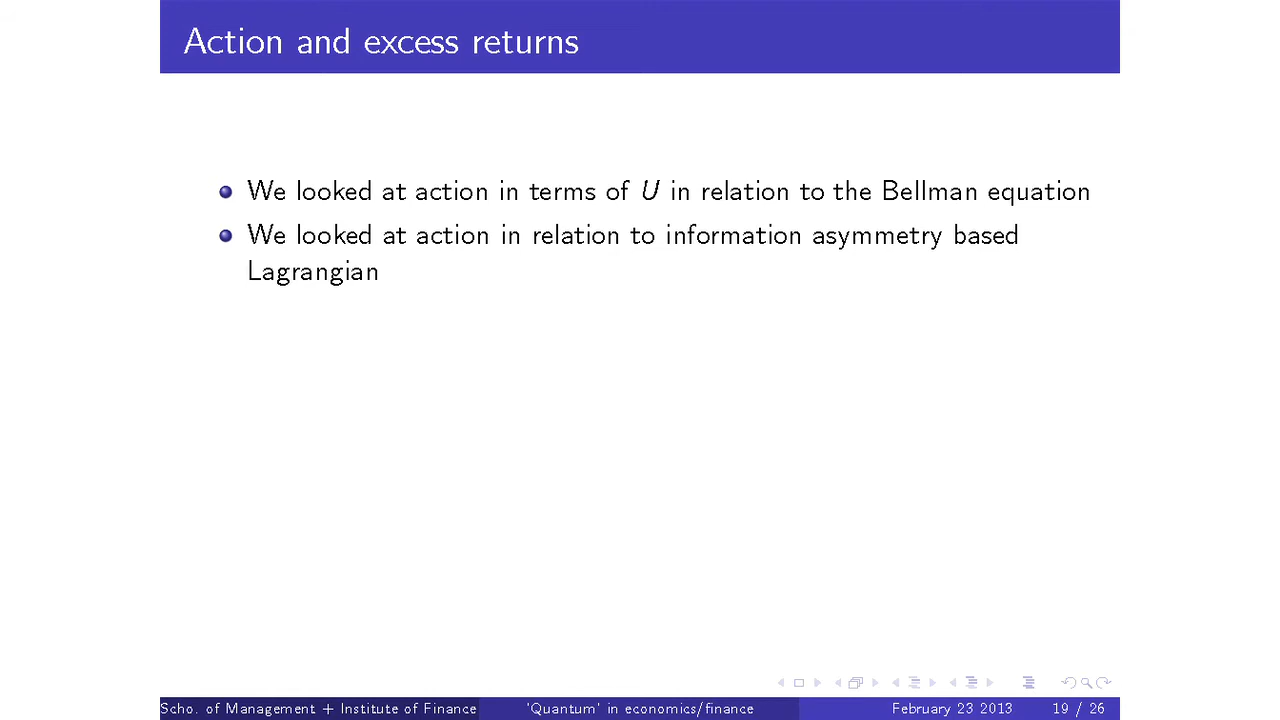 Action and excess returns
We looked at action in terms of U in relation to the Bellman equation
We looked at action in relation to information asymmetry based
Lagrangian
Scho. of Management + Institute of Finance 'Quantum' in economics/finance February 23 2013 19 / 26